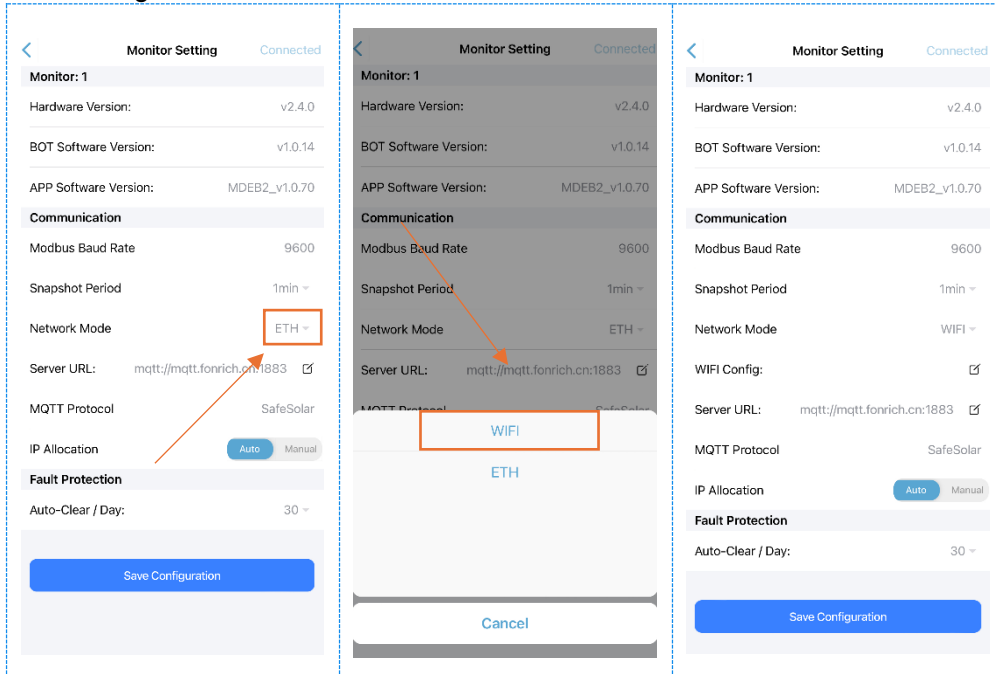 Monitor Setting Connected
Monitor: 1
Hardware Version: v2.4.0
BOT Software Version: v1.0.14
APP Software Version: MDEB2_v1.0.70
Communication
Modbus Baud Rate 9600
Snapshot Period 1min
Network Mode ETH
Server URL: mqtt://mqtt.fonrich.cn:1883
MQTT Protocol SafeSolar
IP Allocation Auto Manual
Fault Protection
Auto-Clear / Day: 30
Save Configuration
Monitor Setting Connected
Monitor: 1
Hardware Version: v2.4.0
BOT Software Version: v1.0.14
APP Software Version: MDEB2_v1.0.70
Communication
Modbus Baud Rate 9600
Snapshot Period 1min
Network Mode ETH
Server URL: mqtt://mqtt.fonrich.cn:1883
MQTT Protocol SafeSolar
WIFI
ETH
Cancel
Monitor Setting Connected
Monitor: 1
Hardware Version: v2.4.0
BOT Software Version: v1.0.14
APP Software Version: MDEB2_v1.0.70
Communication
Modbus Baud Rate 9600
Snapshot Period 1min
Network Mode WIFI
WIFI Config:
Server URL: mqtt://mqtt.fonrich.cn:1883
MQTT Protocol SafeSolar
IP Allocation Auto Manual
Fault Protection
Auto-Clear / Day: 30
Save Configuration